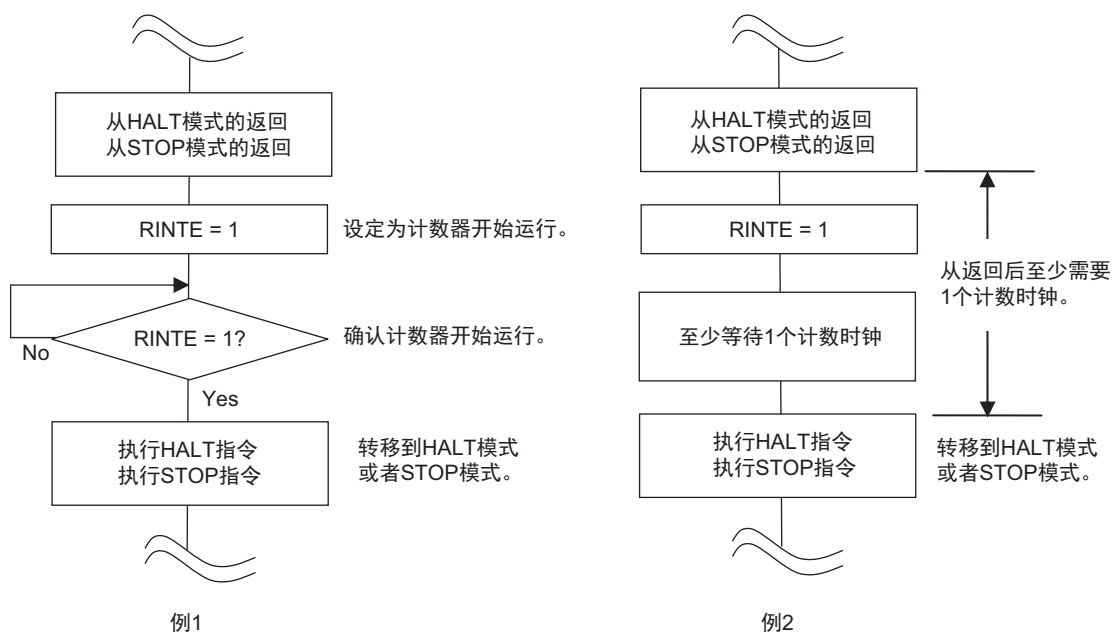 从HALT模式的返回
从STOP模式的返回
RINTE = 1
设定为计数器开始运行。
RINTE = 1?
确认计数器开始运行。
No
Yes
执行HALT指令
执行STOP指令
转移到HALT模式
或者STOP模式。
例1
从HALT模式的返回
从STOP模式的返回
RINTE = 1
从返回后至少需要
1个计数时钟。
至少等待1个计数时钟
执行HALT指令
执行STOP指令
转移到HALT模式
或者STOP模式。
例2